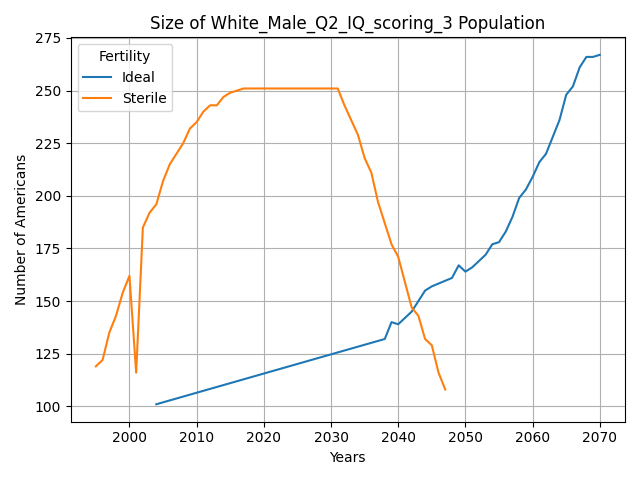 Size of White_Male_Q2_IQ_scoring_3 Population
Fertility
Ideal
Sterile
Number of Americans
275
250
225
200
175
150
125
100
2000 2010 2020 2030 2040 2050 2060 2070
Years